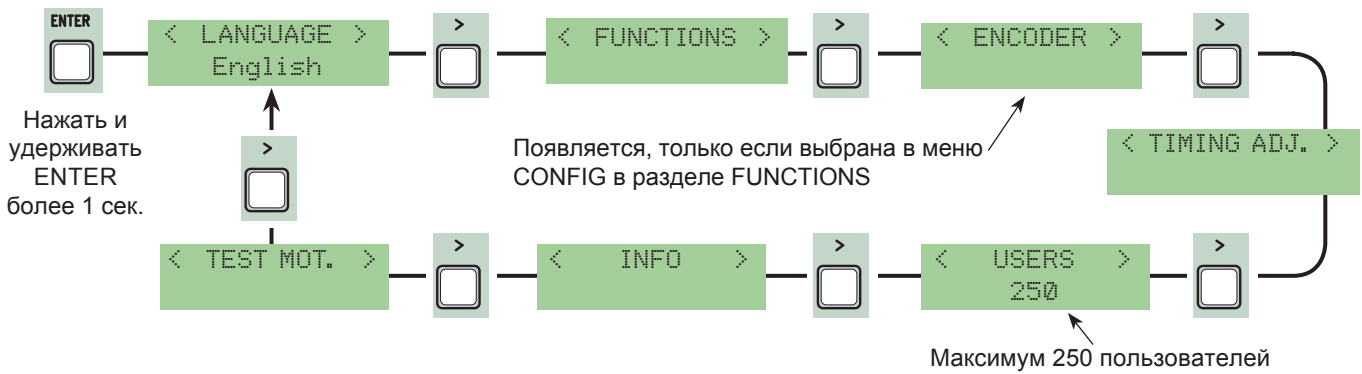 ENTER
< LANGUAGE >
English
>
< FUNCTIONS >
>
< ENCODER >
>
Нажать и
удерживать
ENTER
более 1 сек.
>
Появляется, только если выбрана в меню
CONFIG в разделе FUNCTIONS
< TIMING ADJ. >
< TEST MOT. >
>
< INFO >
>
< USERS >
250
>
Максимум 250 пользователей